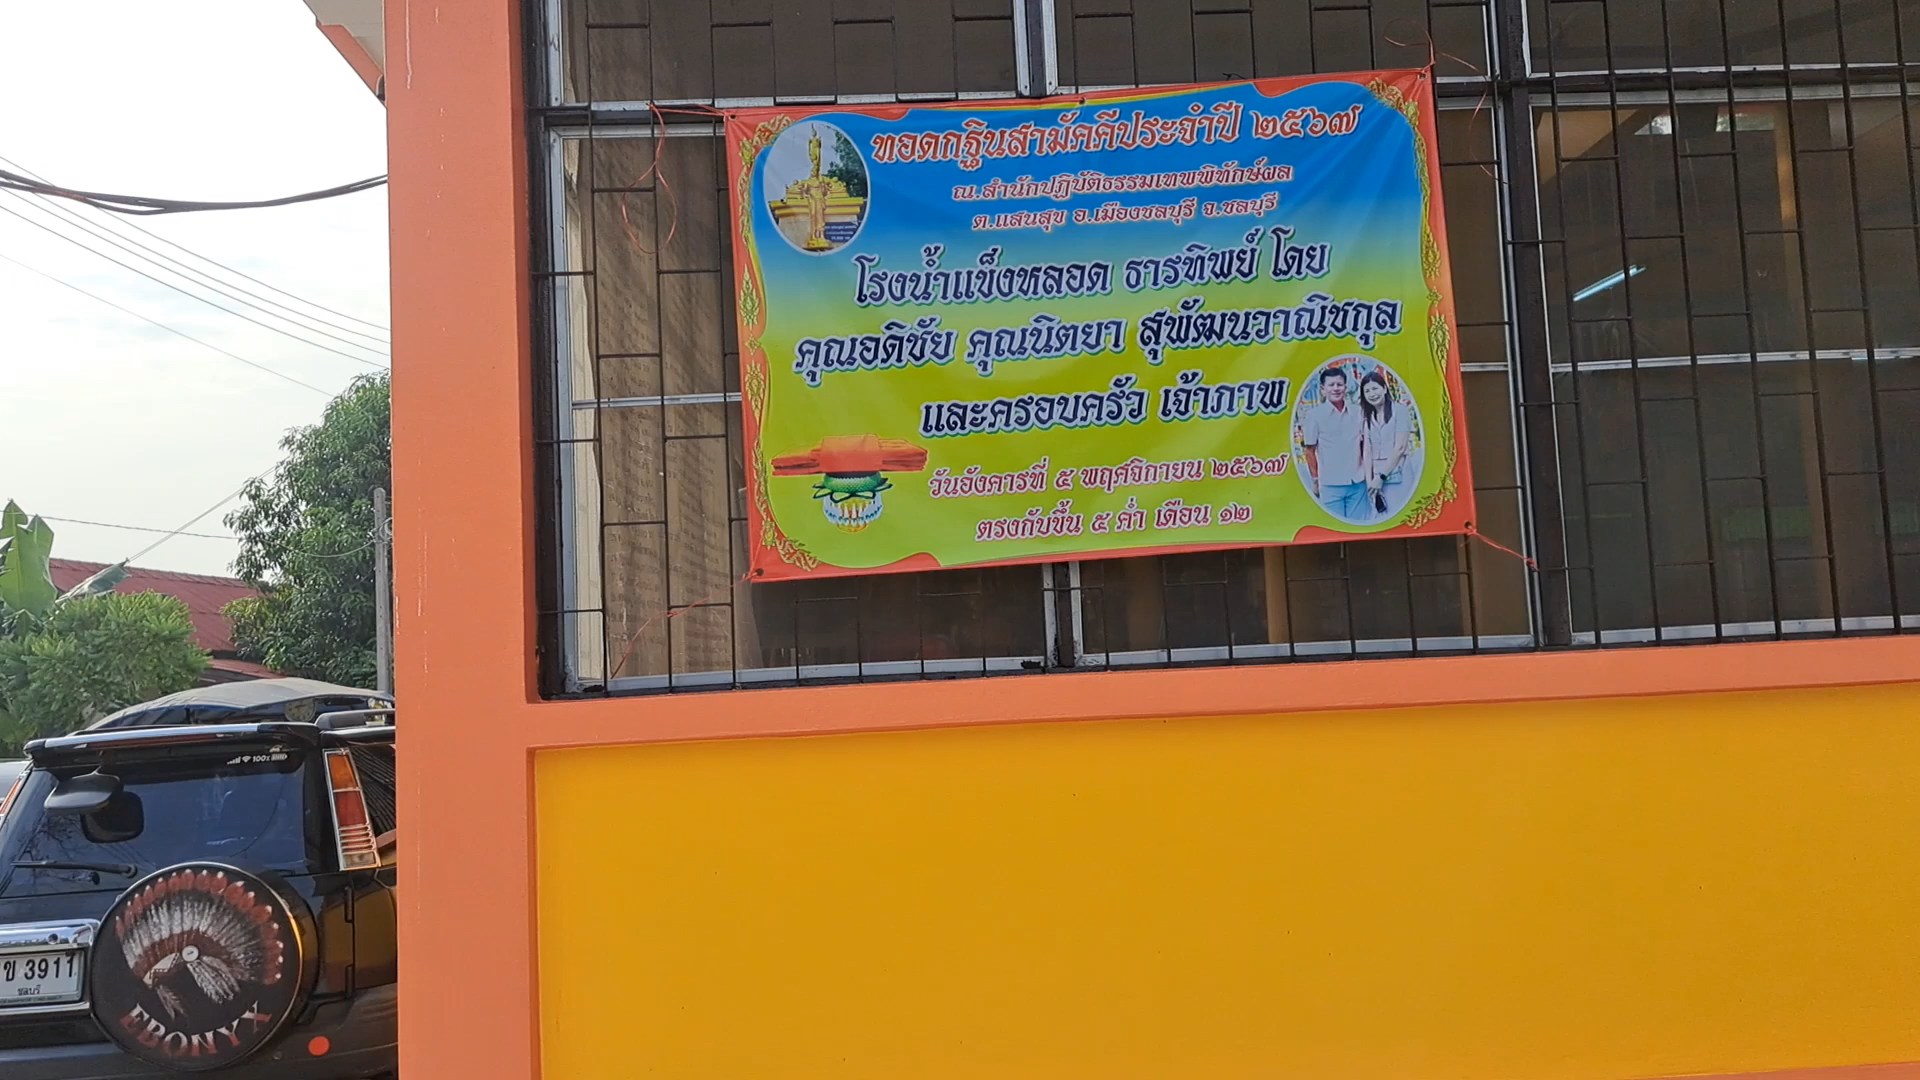 ทอดกฐินสามัคคีประจำปี ๒๕๖๗
ณ.สำนักปฏิบัติธรรมเทพพิทักษ์ผล
ต.แสนสุข อ.เมืองชลบุรี จ.ชลบุรี
โรงน้ำแข็งหลอด ธารทิพย์ โดย
คุณอดิชัย คุณนิตยา สุพัฒนวาณิชกุล
และครอบครัว เจ้าภาพ
วันอังคารที่ ๕ พฤศจิกายน ๒๕๖๗
ตรงกับขึ้น ๕ ค่ำ เดือน ๑๒
100%
ข 3911
ชลบุรี
EBONYX